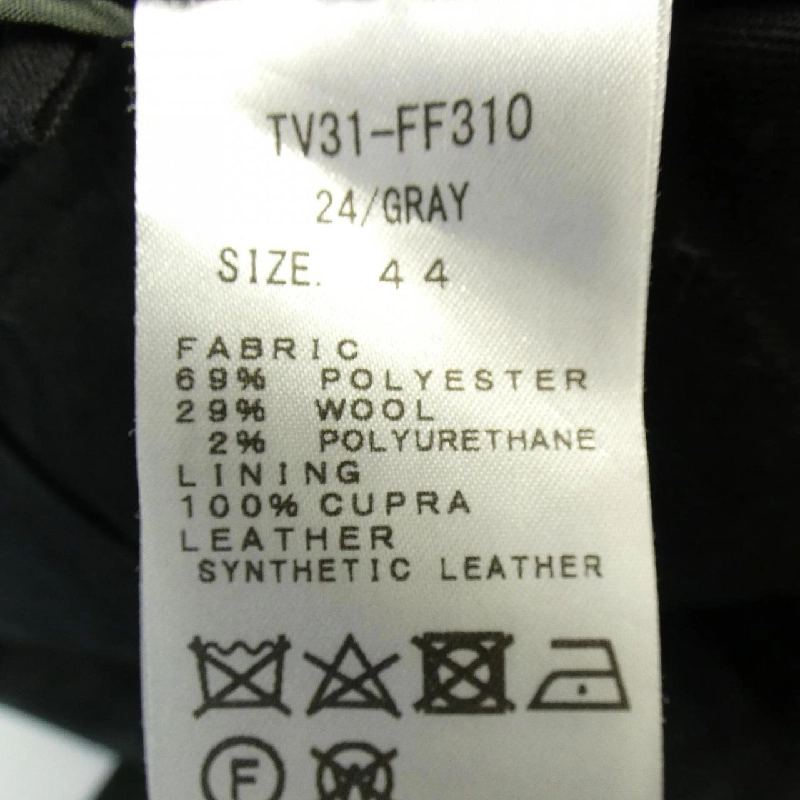 TV31-FF310
24/GRAY
SIZE. 44
FABRIC
69% POLYESTER
29% WOOL
2% POLYURETHANE
LINING
100% CUPRA
LEATHER
SYNTHETIC LEATHER
F
W